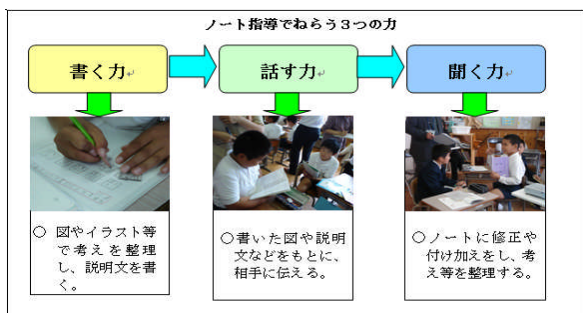 ノート指導でねらう3つの力
書く力
話す力
聞く力
○ 図やイラスト等
で考えを整理
し、説明文を書
く。
○書いた図や説明
文などをもとに、
相手に伝える。
○ノートに修正や
付け加えをし、考
え等を整理する。